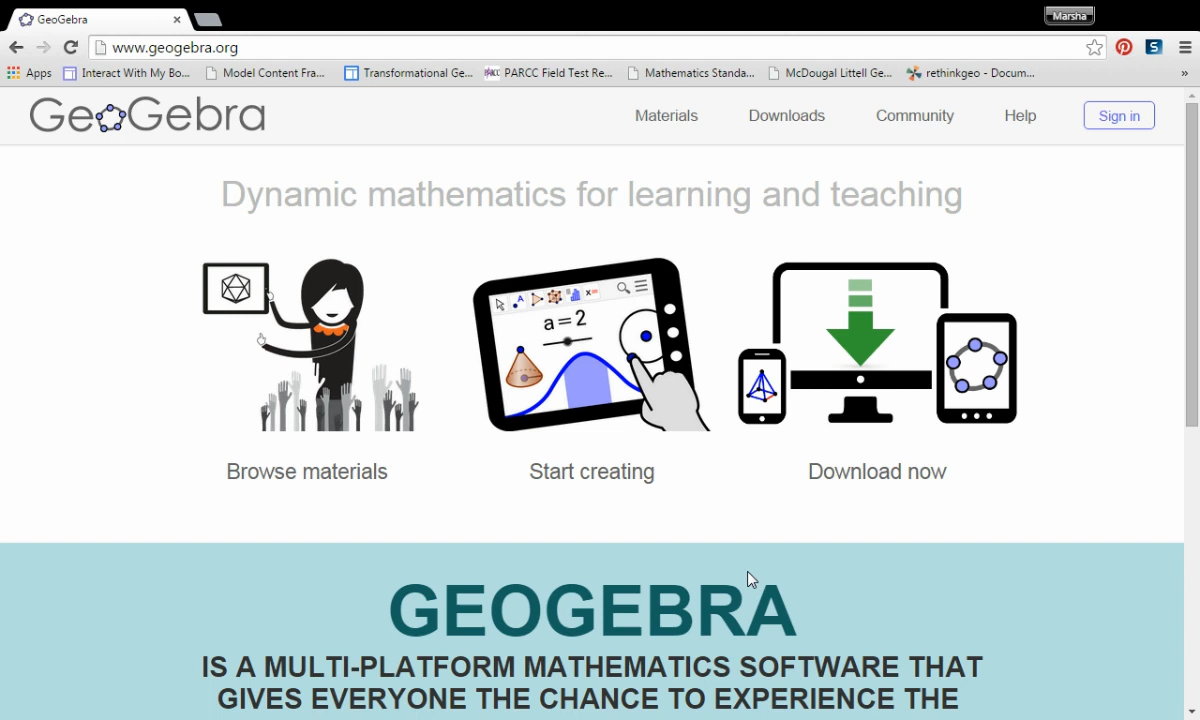 GeoGebra
Marsha
www.geogebra.org
Apps Interact With My Bo... Model Content Fra... Transformational Ge... PARCC PARCC Field Test Re... Mathematics Standa... McDougal Littell Ge... rethinkgeo - Docum... »
GeoGebra Materials Downloads Community Help Sign in
Dynamic mathematics for learning and teaching
A x=
a=2
Browse materials Start creating Download now
GEOGEBRA
IS A MULTI-PLATFORM MATHEMATICS SOFTWARE THAT
GIVES EVERYONE THE CHANCE TO EXPERIENCE THE